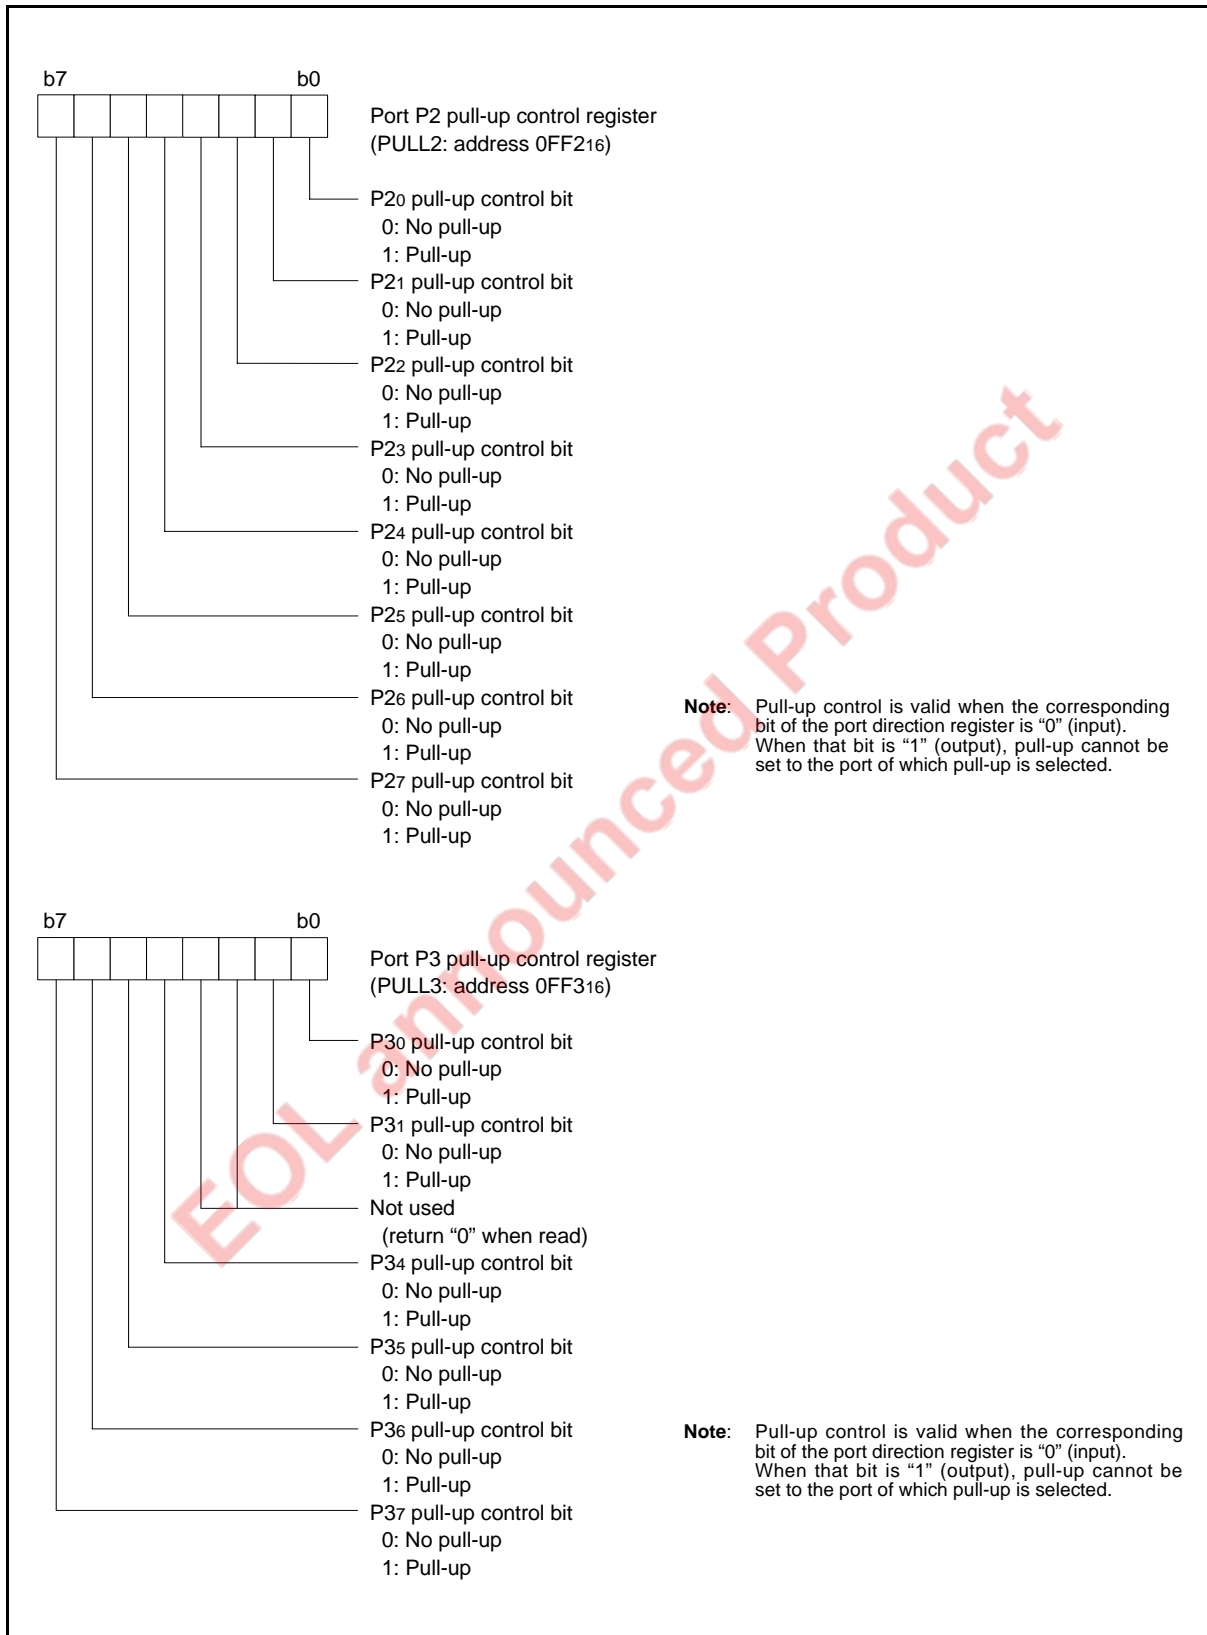 b7 b0
Port P2 pull-up control register
(PULL2: address 0FF216)
P20 pull-up control bit
0: No pull-up
1: Pull-up
P21 pull-up control bit
0: No pull-up
1: Pull-up
P22 pull-up control bit
0: No pull-up
1: Pull-up
P23 pull-up control bit
0: No pull-up
1: Pull-up
P24 pull-up control bit
0: No pull-up
1: Pull-up
P25 pull-up control bit
0: No pull-up
1: Pull-up
P26 pull-up control bit
0: No pull-up
1: Pull-up
P27 pull-up control bit
0: No pull-up
1: Pull-up
Note: Pull-up control is valid when the corresponding
bit of the port direction register is “0” (input).
When that bit is “1” (output), pull-up cannot be
set to the port of which pull-up is selected.
b7 b0
Port P3 pull-up control register
(PULL3: address 0FF316)
P30 pull-up control bit
0: No pull-up
1: Pull-up
P31 pull-up control bit
0: No pull-up
1: Pull-up
Not used
(return “0” when read)
P34 pull-up control bit
0: No pull-up
1: Pull-up
P35 pull-up control bit
0: No pull-up
1: Pull-up
P36 pull-up control bit
0: No pull-up
1: Pull-up
P37 pull-up control bit
0: No pull-up
1: Pull-up
Note: Pull-up control is valid when the corresponding
bit of the port direction register is “0” (input).
When that bit is “1” (output), pull-up cannot be
set to the port of which pull-up is selected.
EOL announced Product